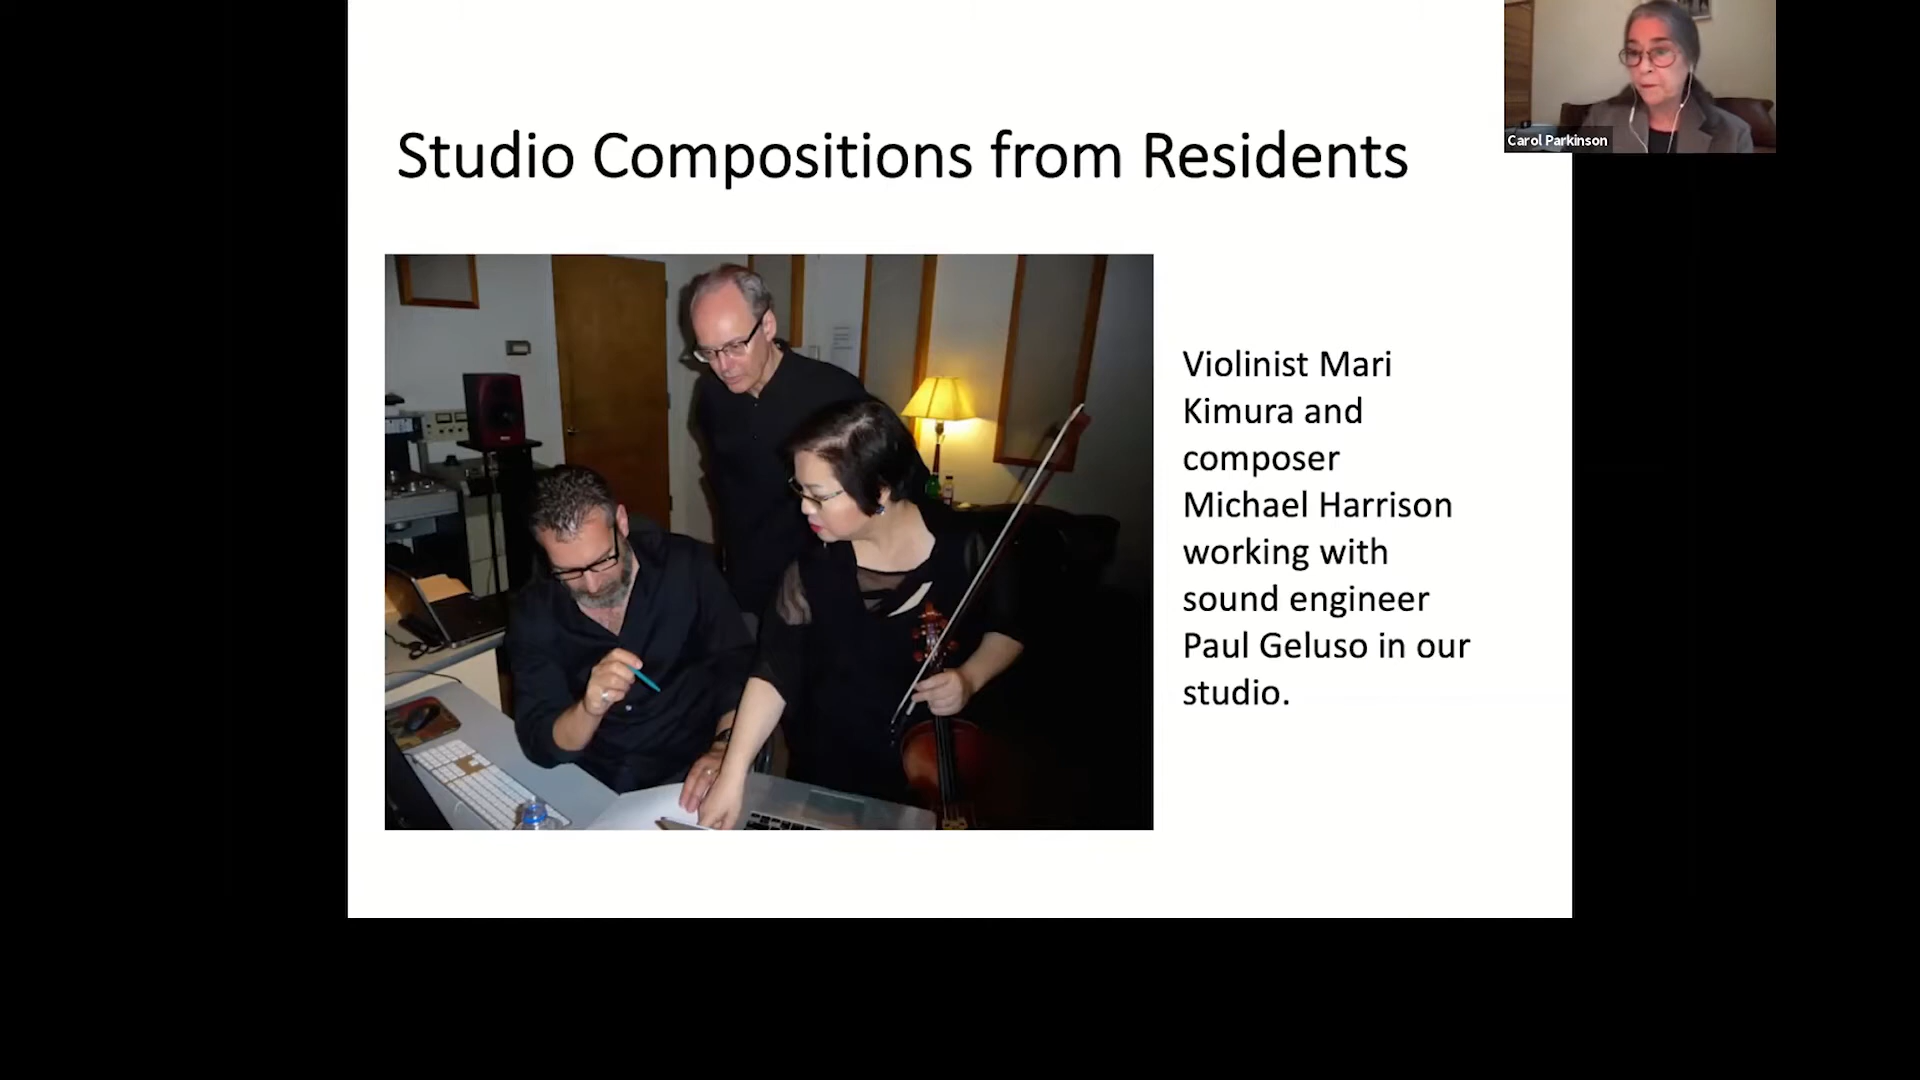 Studio Compositions from Residents
Carol Parkinson
Violinist Mari
Kimura and
composer
Michael Harrison
working with
sound engineer
Paul Geluso in our
studio.